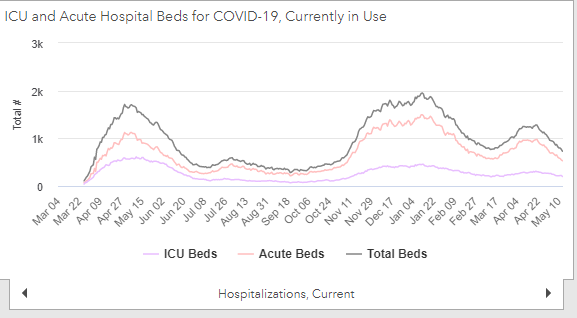 ICU and Acute Hospital Beds for COVID-19, Currently in Use
3k
2k
1k
0
Total #
Mar 04 Mar 22 Apr 09 Apr 27 May 15 Jun 02 Jun 20 Jul 08 Jul 26 Aug 13 Aug 31 Sep 18 Oct 06 Oct 24 Nov 11 Nov 29 Dec 17 Jan 04 Jan 22 Feb 09 Feb 27 Mar 17 Apr 04 Apr 22 May 10
ICU Beds Acute Beds Total Beds
Hospitalizations, Current